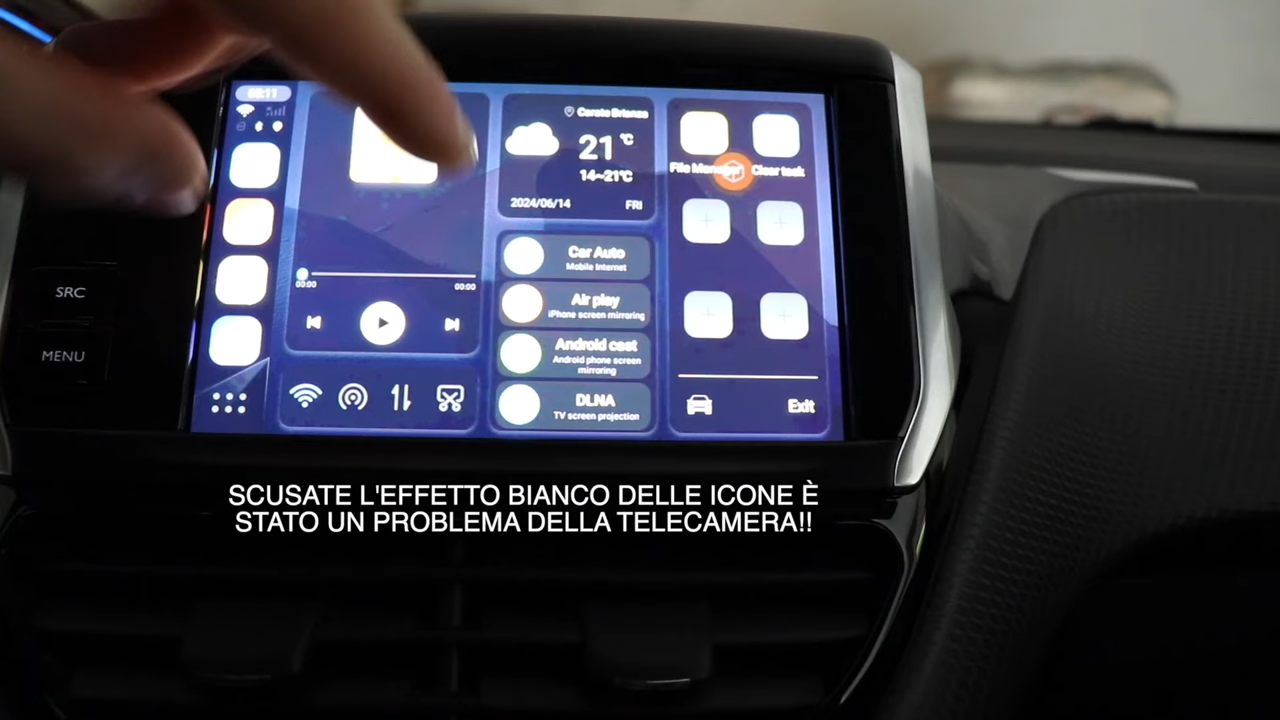 08:11
00:00
00:00
Carate Brianza
21 °C
14~21°C
2024/06/14 FRI
Car Auto
Mobile Internet
Air play
iPhone screen mirroring
Android cast
Android phone screen
mirroring
DLNA
TV screen projection
File Manager
Clear task
Exit
SRC
MENU
SCUSATE L'EFFETTO BIANCO DELLE ICONE È
STATO UN PROBLEMA DELLA TELECAMERA!!